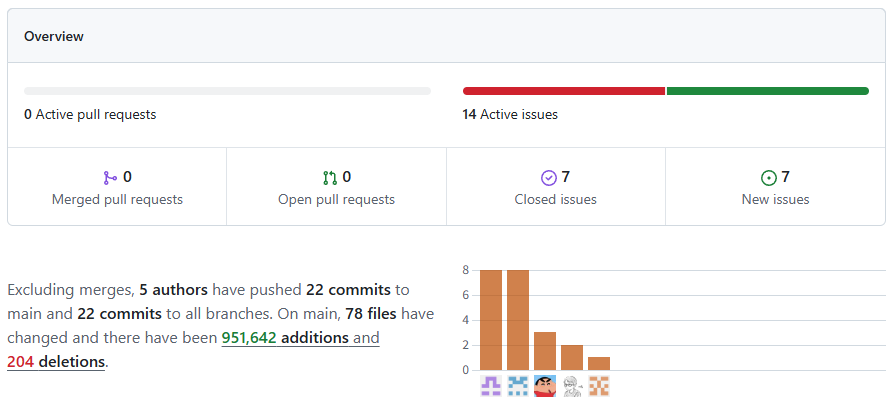 Overview
0 Active pull requests
14 Active issues
0
Merged pull requests
0
Open pull requests
7
Closed issues
7
New issues
Excluding merges, 5 authors have pushed 22 commits to
main and 22 commits to all branches. On main, 78 files have
changed and there have been 951,642 additions and
204 deletions.
8
6
4
2
0